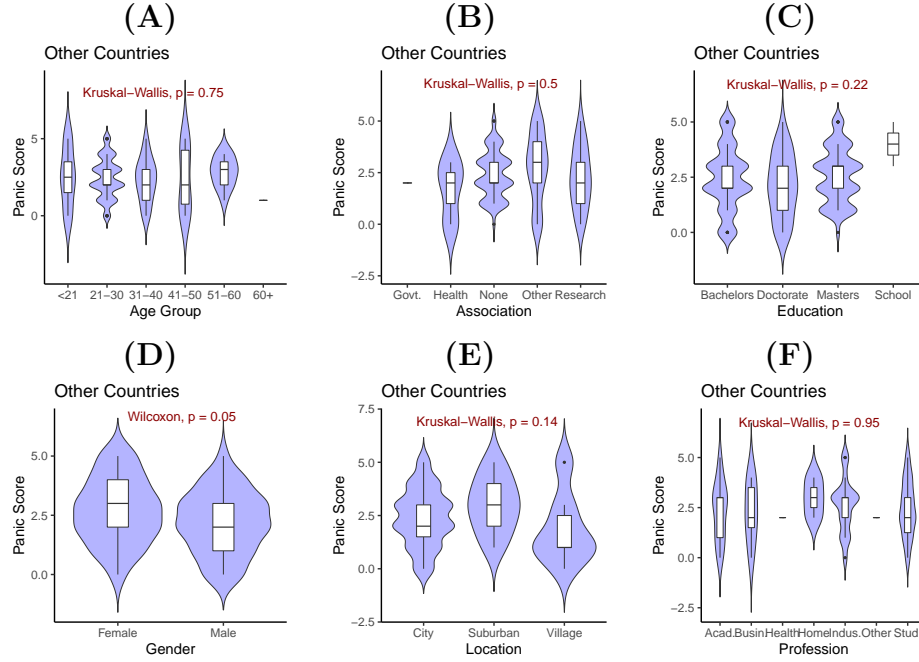 (A)
Other Countries
Kruskal−Wallis, p = 0.75
Panic Score
5
0
<21 21−30 31−40 41−50 51−60 60+
Age Group
(B)
Other Countries
Kruskal−Wallis, p = 0.5
Panic Score
7.5
5.0
2.5
0.0
−2.5
Govt. Health None Other Research
Association
(C)
Other Countries
Kruskal−Wallis, p = 0.22
Panic Score
5.0
2.5
0.0
Bachelors Doctorate Masters School
Education
(D)
Other Countries
Wilcoxon, p = 0.05
Panic Score
5.0
2.5
0.0
Female Male
Gender
(E)
Other Countries
Kruskal−Wallis, p = 0.14
Panic Score
7.5
5.0
2.5
0.0
City Suburban Village
Location
(F)
Other Countries
Kruskal−Wallis, p = 0.95
Panic Score
5.0
2.5
0.0
−2.5
Acad. Busin. Health Home Indus. Other Stud.
Profession